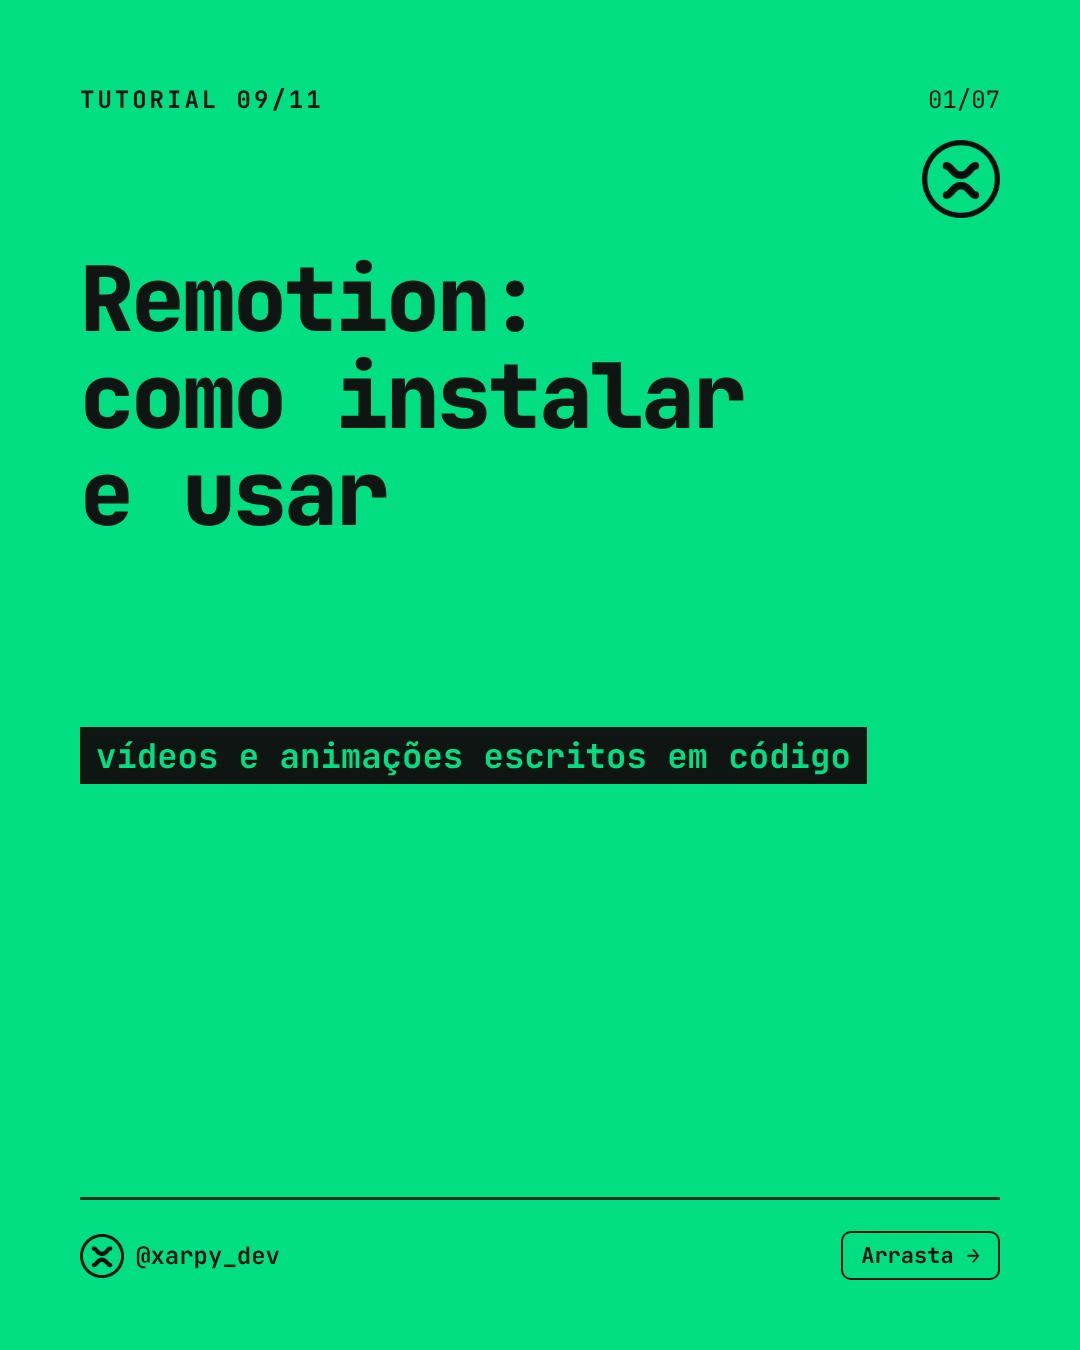 TUTORIAL 09/11
01/07
Remotion:
como instalar
e usar
vídeos e animações escritos em código
@xarpy_dev
Arrasta →